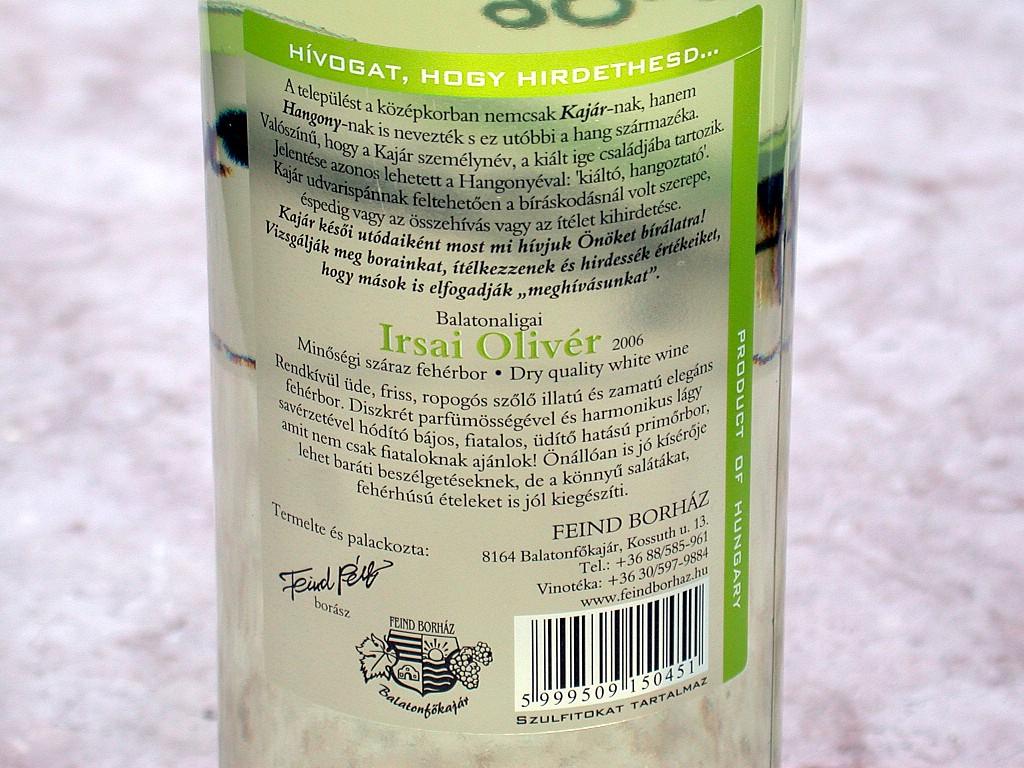 HÍVOGAT, HOGY HIRDETHESD...
A települést a középkorban nemcsak Kajár-nak, hanem
Hangony-nak is nevezték s ez utóbbi a hang származéka.
Valószínű, hogy a Kajár személynév, a kiált ige családjába tartozik.
Jelentése azonos lehetett a Hangonyéval: 'kiáltó, hangoztató'.
Kajár udvarispánnak feltehetően a bíráskodásnál volt szerepe,
éspedig vagy az összehívás vagy az ítélet kihirdetése.
Kajár késői utódaiként most mi hívjuk Önöket bírálatra!
Vizsgálják meg borainkat, ítélkezzenek és hirdessék értékeiket,
hogy mások is elfogadják „meghívásunkat”.
Balatonaligai
Irsai Olivér 2006
Minőségi száraz fehérbor • Dry quality white wine
Rendkívül üde, friss, ropogós szőlő illatú és zamatú elegáns
fehérbor. Diszkrét parfümösségével és harmonikus lágy
savérzetével hódító bájos, fiatalos, üdítő hatású primőrbor,
amit nem csak fiataloknak ajánlok! Önállóan is jó kísérője
lehet baráti beszélgetéseknek, de a könnyű salátákat,
fehérhúsú ételeket is jól kiegészíti.
Termelte és palackozta:
Feind Péter
borász
FEIND BORHÁZ
Balatonfőkajár
FEIND BORHÁZ
8164 Balatonfőkajár, Kossuth u. 13.
Tel.: +36 88/585-961
Vinotéka: +36 30/597-9884
www.feindborhaz.hu
5 999509 150451
SZULFITOKAT TARTALMAZ
PRODUCT OF HUNGARY